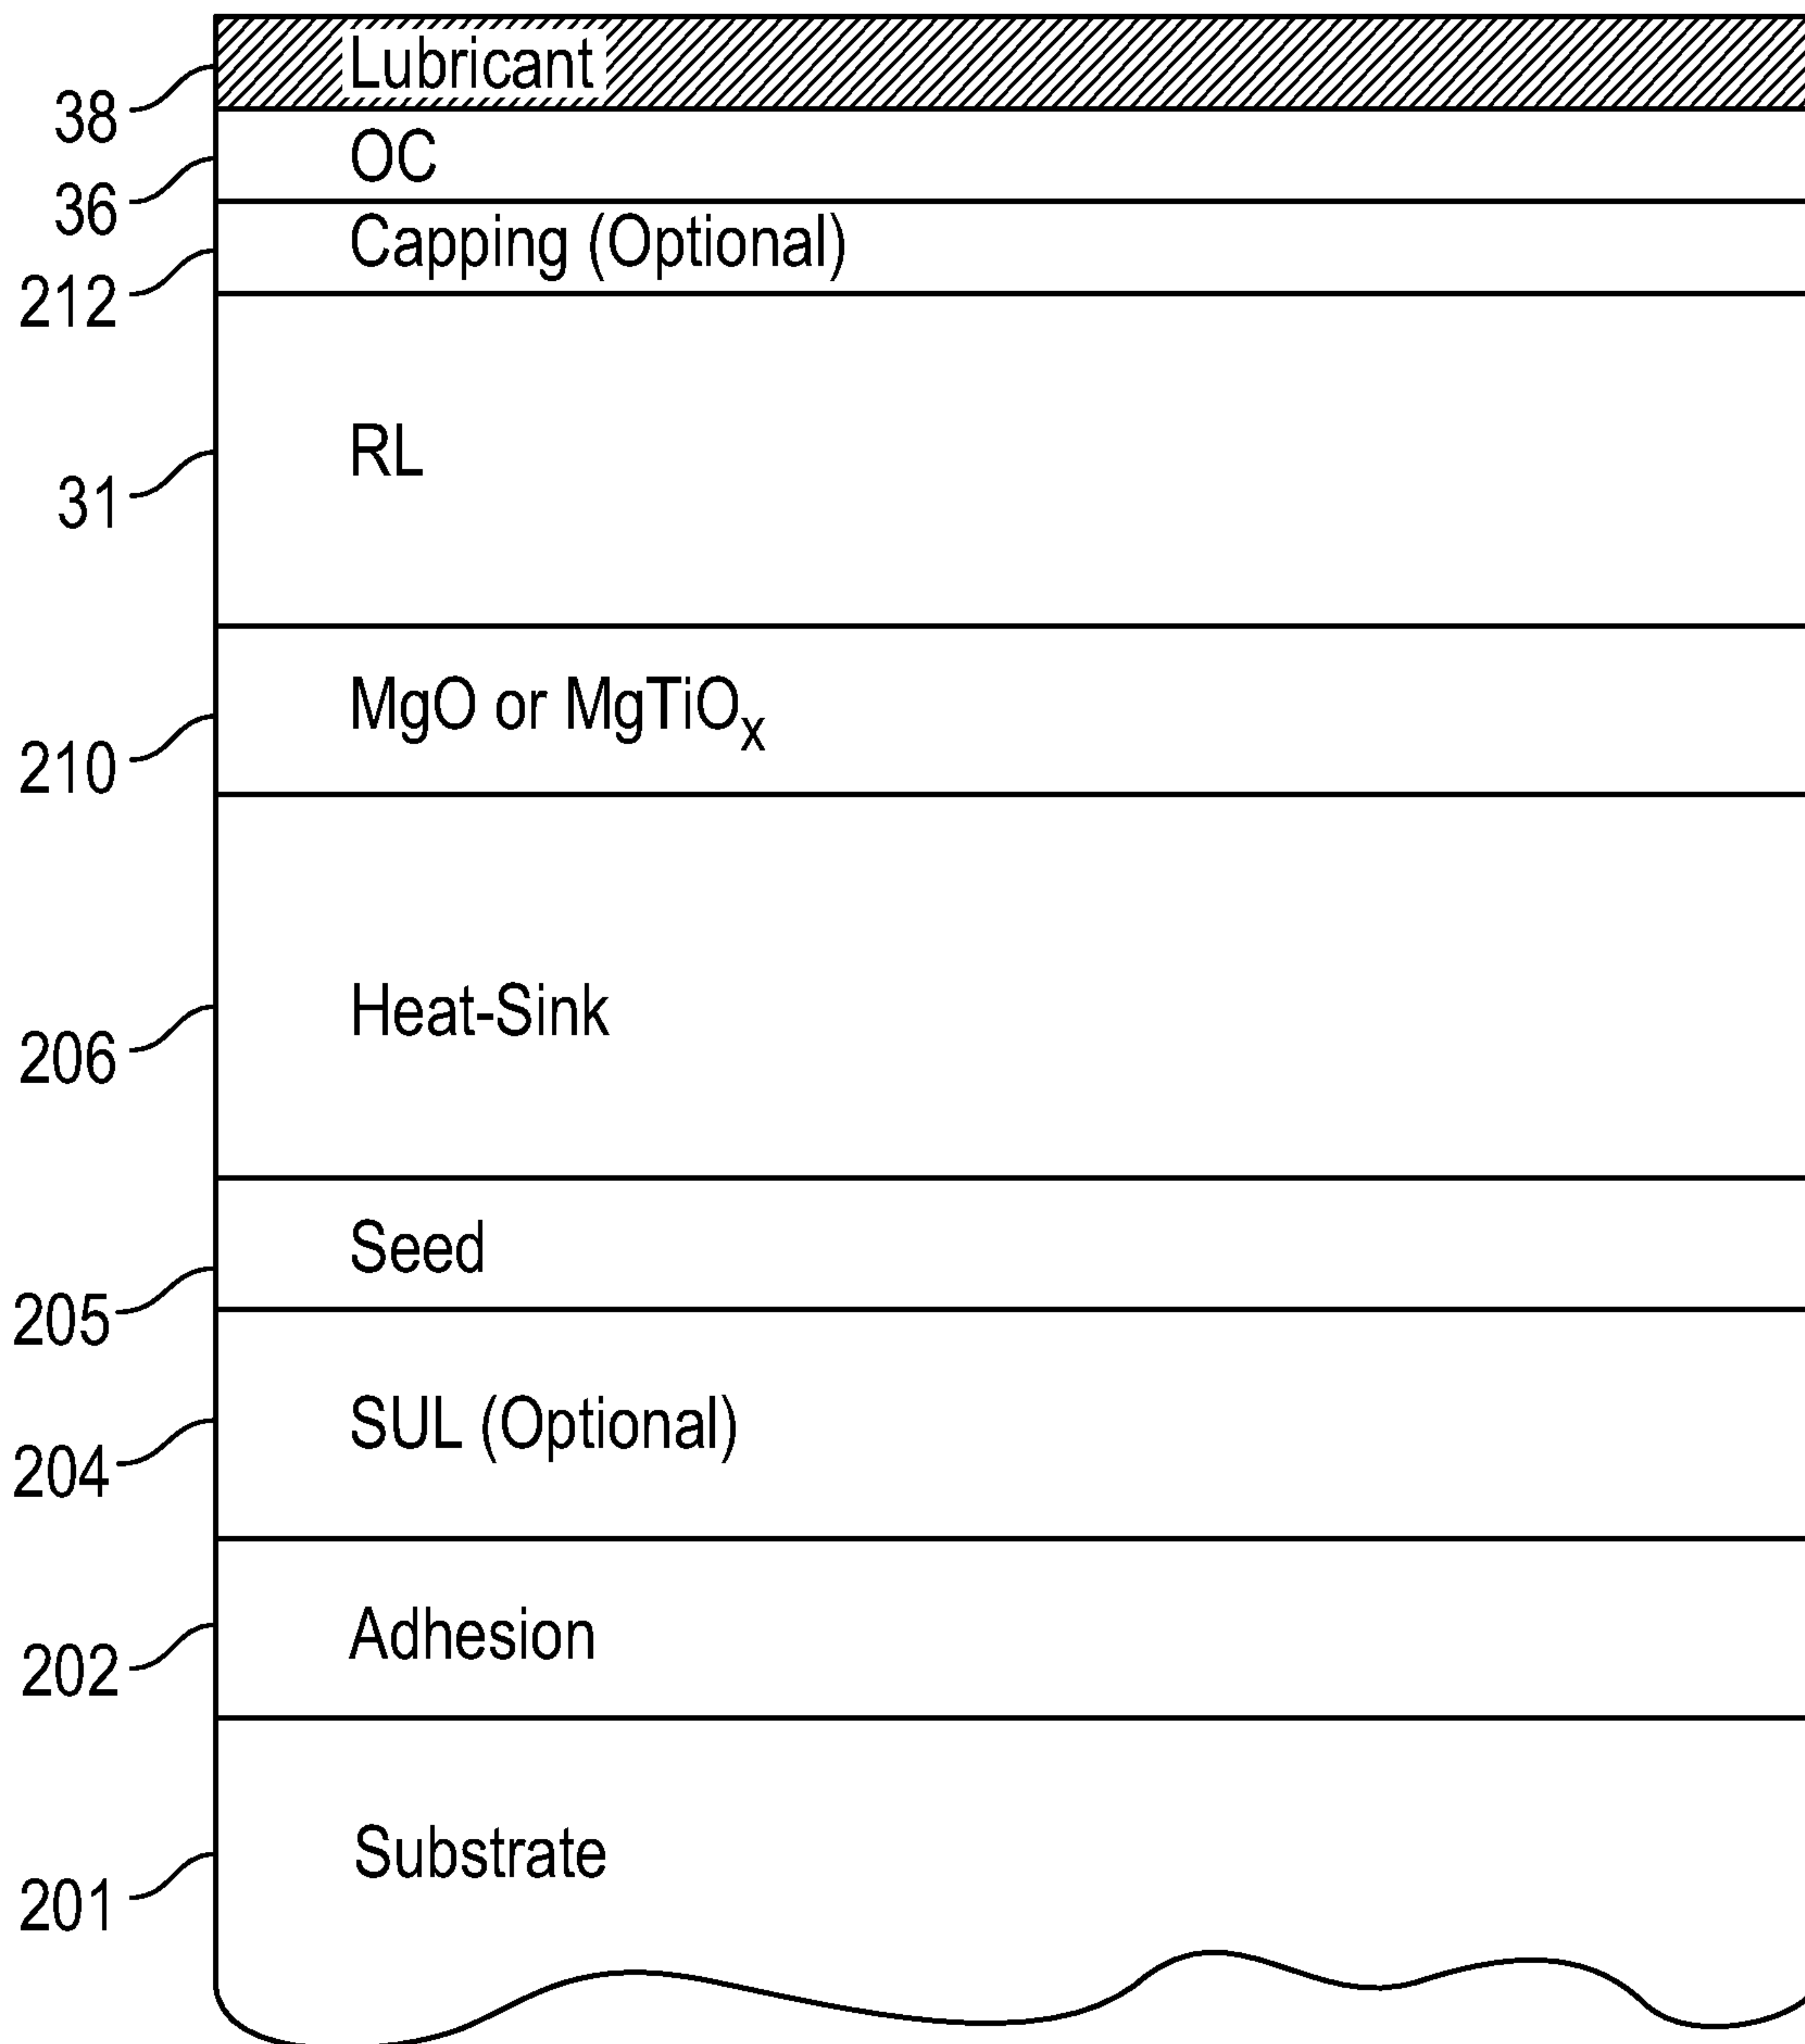 Lubricant
38
OC
36
Capping (Optional)
212
RL
31
MgO or MgTiOₓ
210
Heat-Sink
206
Seed
205
SUL (Optional)
204
Adhesion
202
Substrate
201